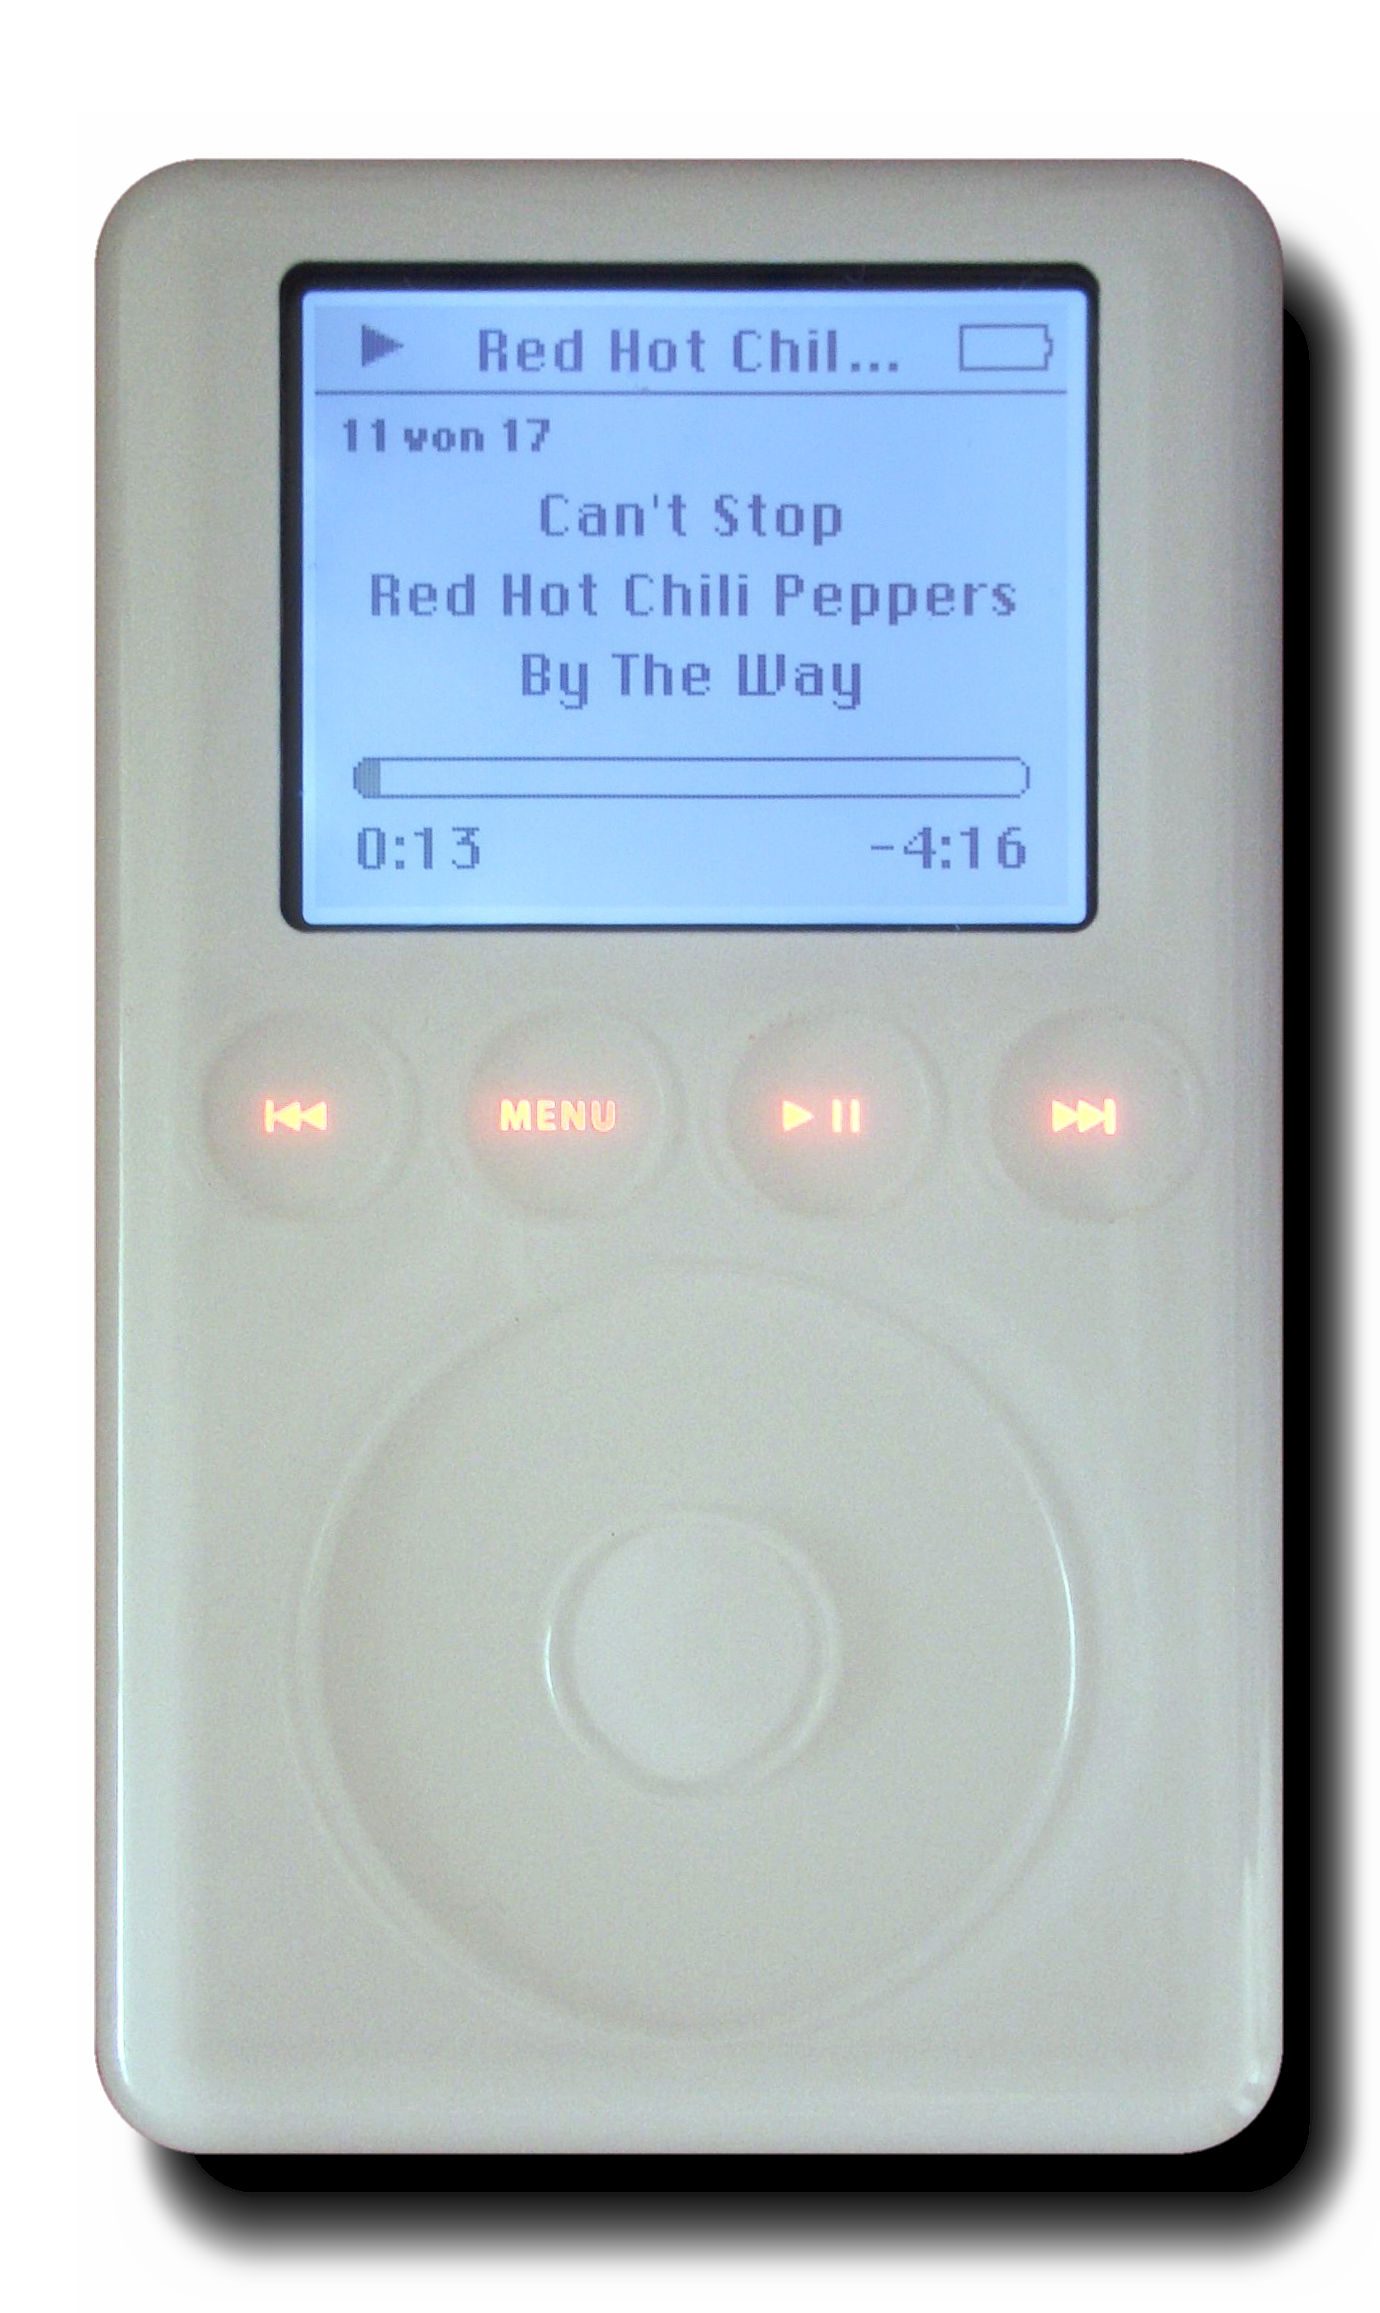 Red Hot Chil...
11 von 17
Can't Stop
Red Hot Chili Peppers
By The Way
0:13 -4:16
MENU